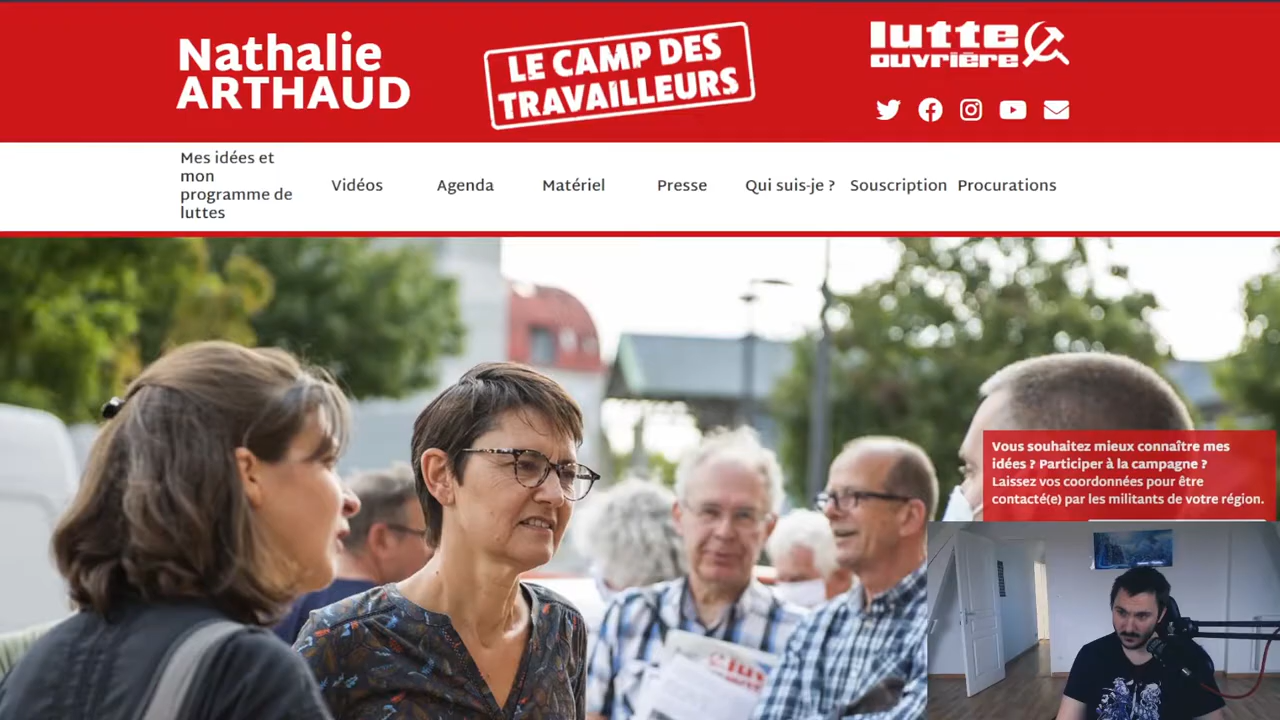 Nathalie
ARTHAUD
LE CAMP DES
TRAVAILLEURS
lutte
ouvrière
Mes idées et
mon
programme de
luttes
Vidéos
Agenda
Matériel
Presse
Qui suis-je ?
Souscription
Procurations
Vous souhaitez mieux connaître mes
idées ? Participer à la campagne ?
Laissez vos coordonnées pour être
contacté(e) par les militants de votre région.